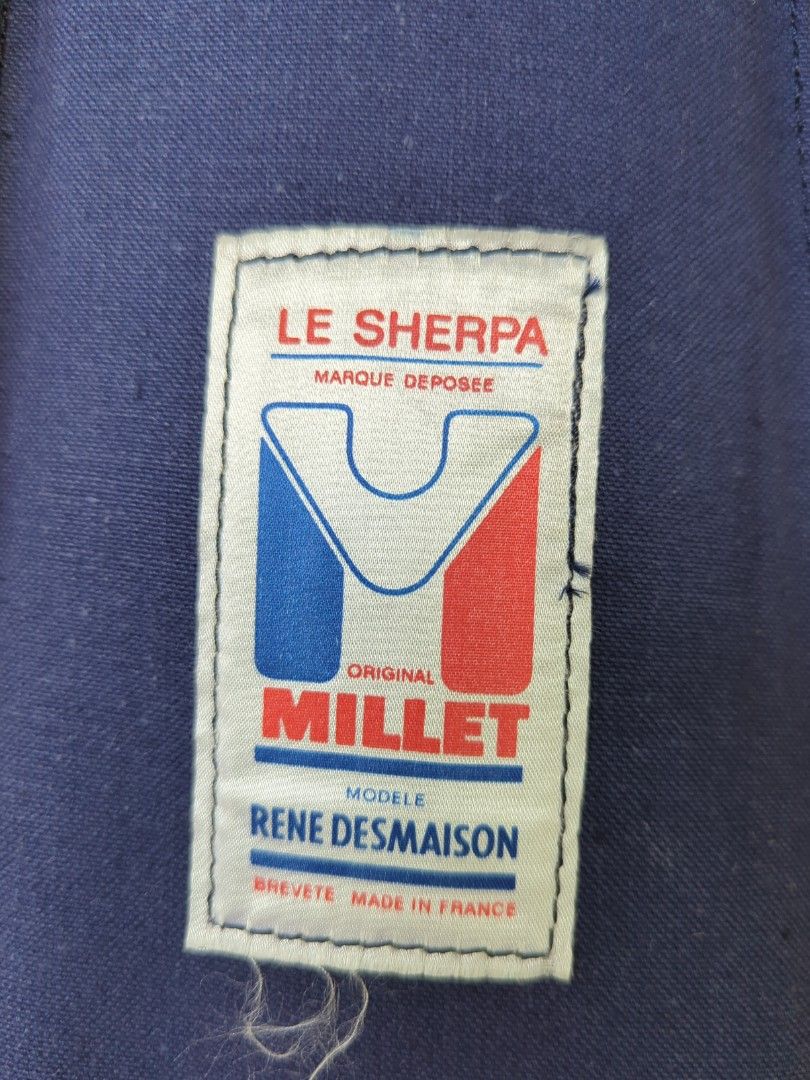 LE SHERPA
MARQUE DEPOSEE
ORIGINAL
MILLET
MODELE
RENE DESMAISON
BREVETE MADE IN FRANCE